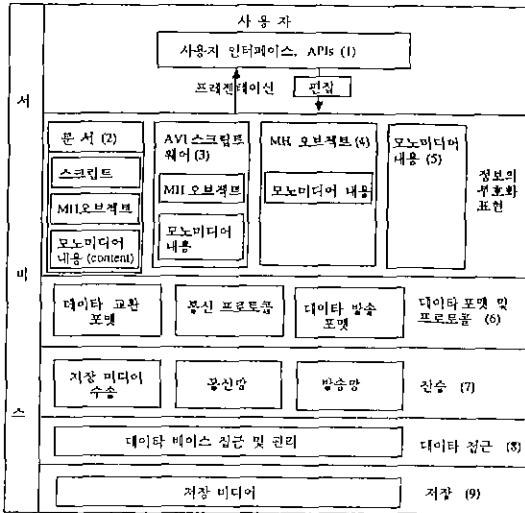 사 용 자
사용자 인터페이스, APIs (1)
프레젠테이션
편집
서
비
스
문 서 (2)
스크립트
MH오브젝트
모노미디어
내용 (content)
AVI 스크립트
웨어 (3)
MH 오브젝트
모노미디어
내용
MH 오브젝트 (4)
모노미디어 내용
모노미디어
내용 (5)
정보의
부호화
표현
데이타 교환
포맷
통신 프로토콜
데이타 방송
포맷
데이타 포맷 및
프로토콜 (6)
저장 미디어
수송
통신망
방송망
전송 (7)
데이타 베이스 접근 및 관리
데이타 접근 (8)
저장 미디어
저장 (9)